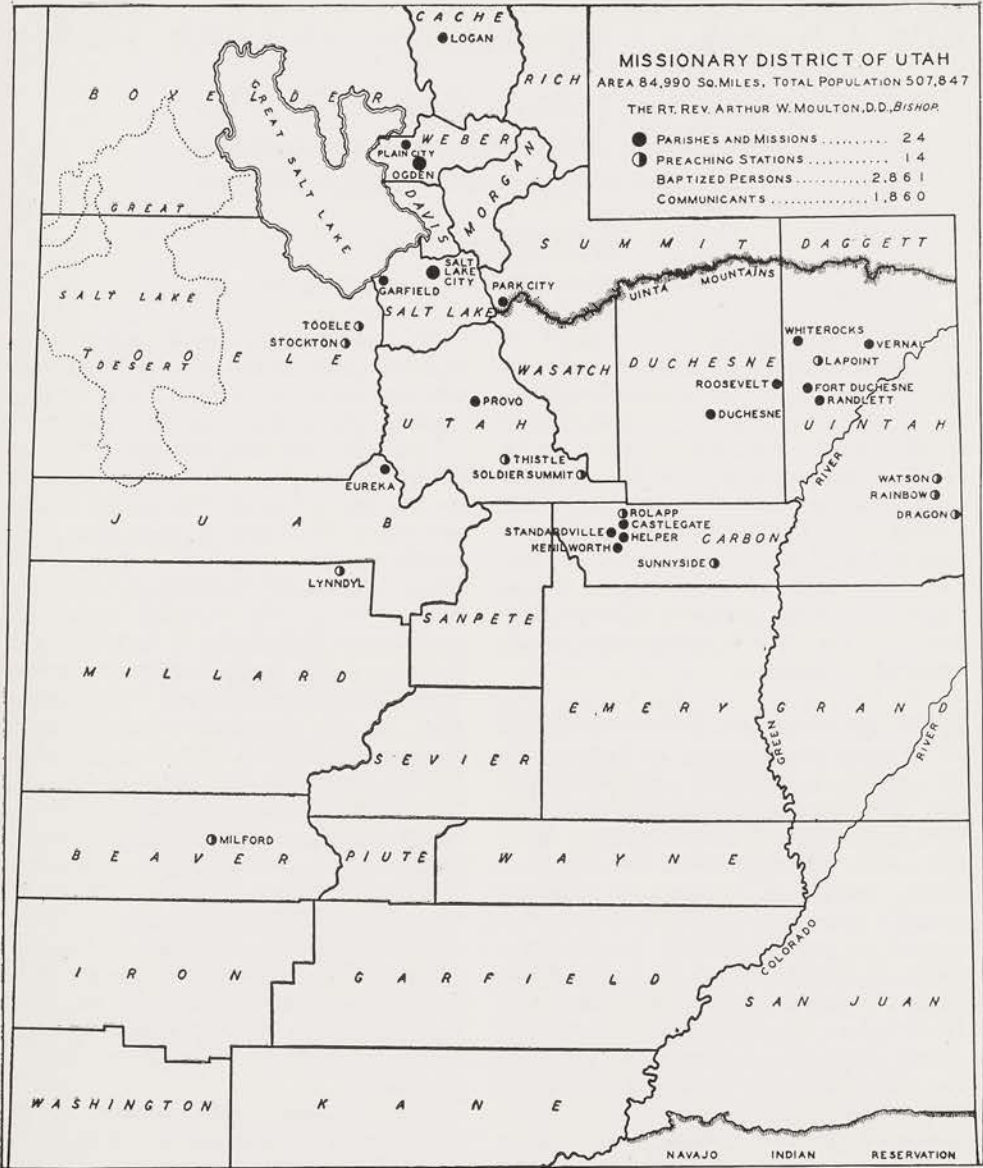 MISSIONARY DISTRICT OF UTAH
AREA 84,990 SQ. MILES, TOTAL POPULATION 507,847
THE RT. REV. ARTHUR W. MOULTON, D.D., BISHOP.
PARISHES AND MISSIONS .......... 24
PREACHING STATIONS ........... 14
BAPTIZED PERSONS .......... 2,861
COMMUNICANTS .............. 1,860
CACHE
LOGAN
RICH
BOX ELDER
GREAT SALT LAKE
WEBER
PLAIN CITY
OGDEN
DAVIS
MORGAN
GREAT
SALT LAKE
DESERT
SUMMIT
DAGGETT
UINTA MOUNTAINS
SALT
LAKE
CITY
GARFIELD
SALT LAKE
PARK CITY
TOOELE
STOCKTON
TOOELE
WASATCH
DUCHESNE
WHITEROCKS
VERNAL
LAPOINT
ROOSEVELT
FORT DUCHESNE
RANDLETT
DUCHESNE
UINTAH
PROVO
UTAH
THISTLE
SOLDIER SUMMIT
EUREKA
RIVER
WATSON
RAINBOW
DRAGON
JUAB
ROLAPP
CASTLEGATE
STANDARDVILLE
HELPER
KENILWORTH
CARBON
SUNNYSIDE
LYNNDYL
SANPETE
MILLARD
EMERY
GRAND
GREEN
RIVER
SEVIER
MILFORD
BEAVER
PIUTE
WAYNE
COLORADO
IRON
GARFIELD
SAN JUAN
WASHINGTON
KANE
NAVAJO INDIAN RESERVATION